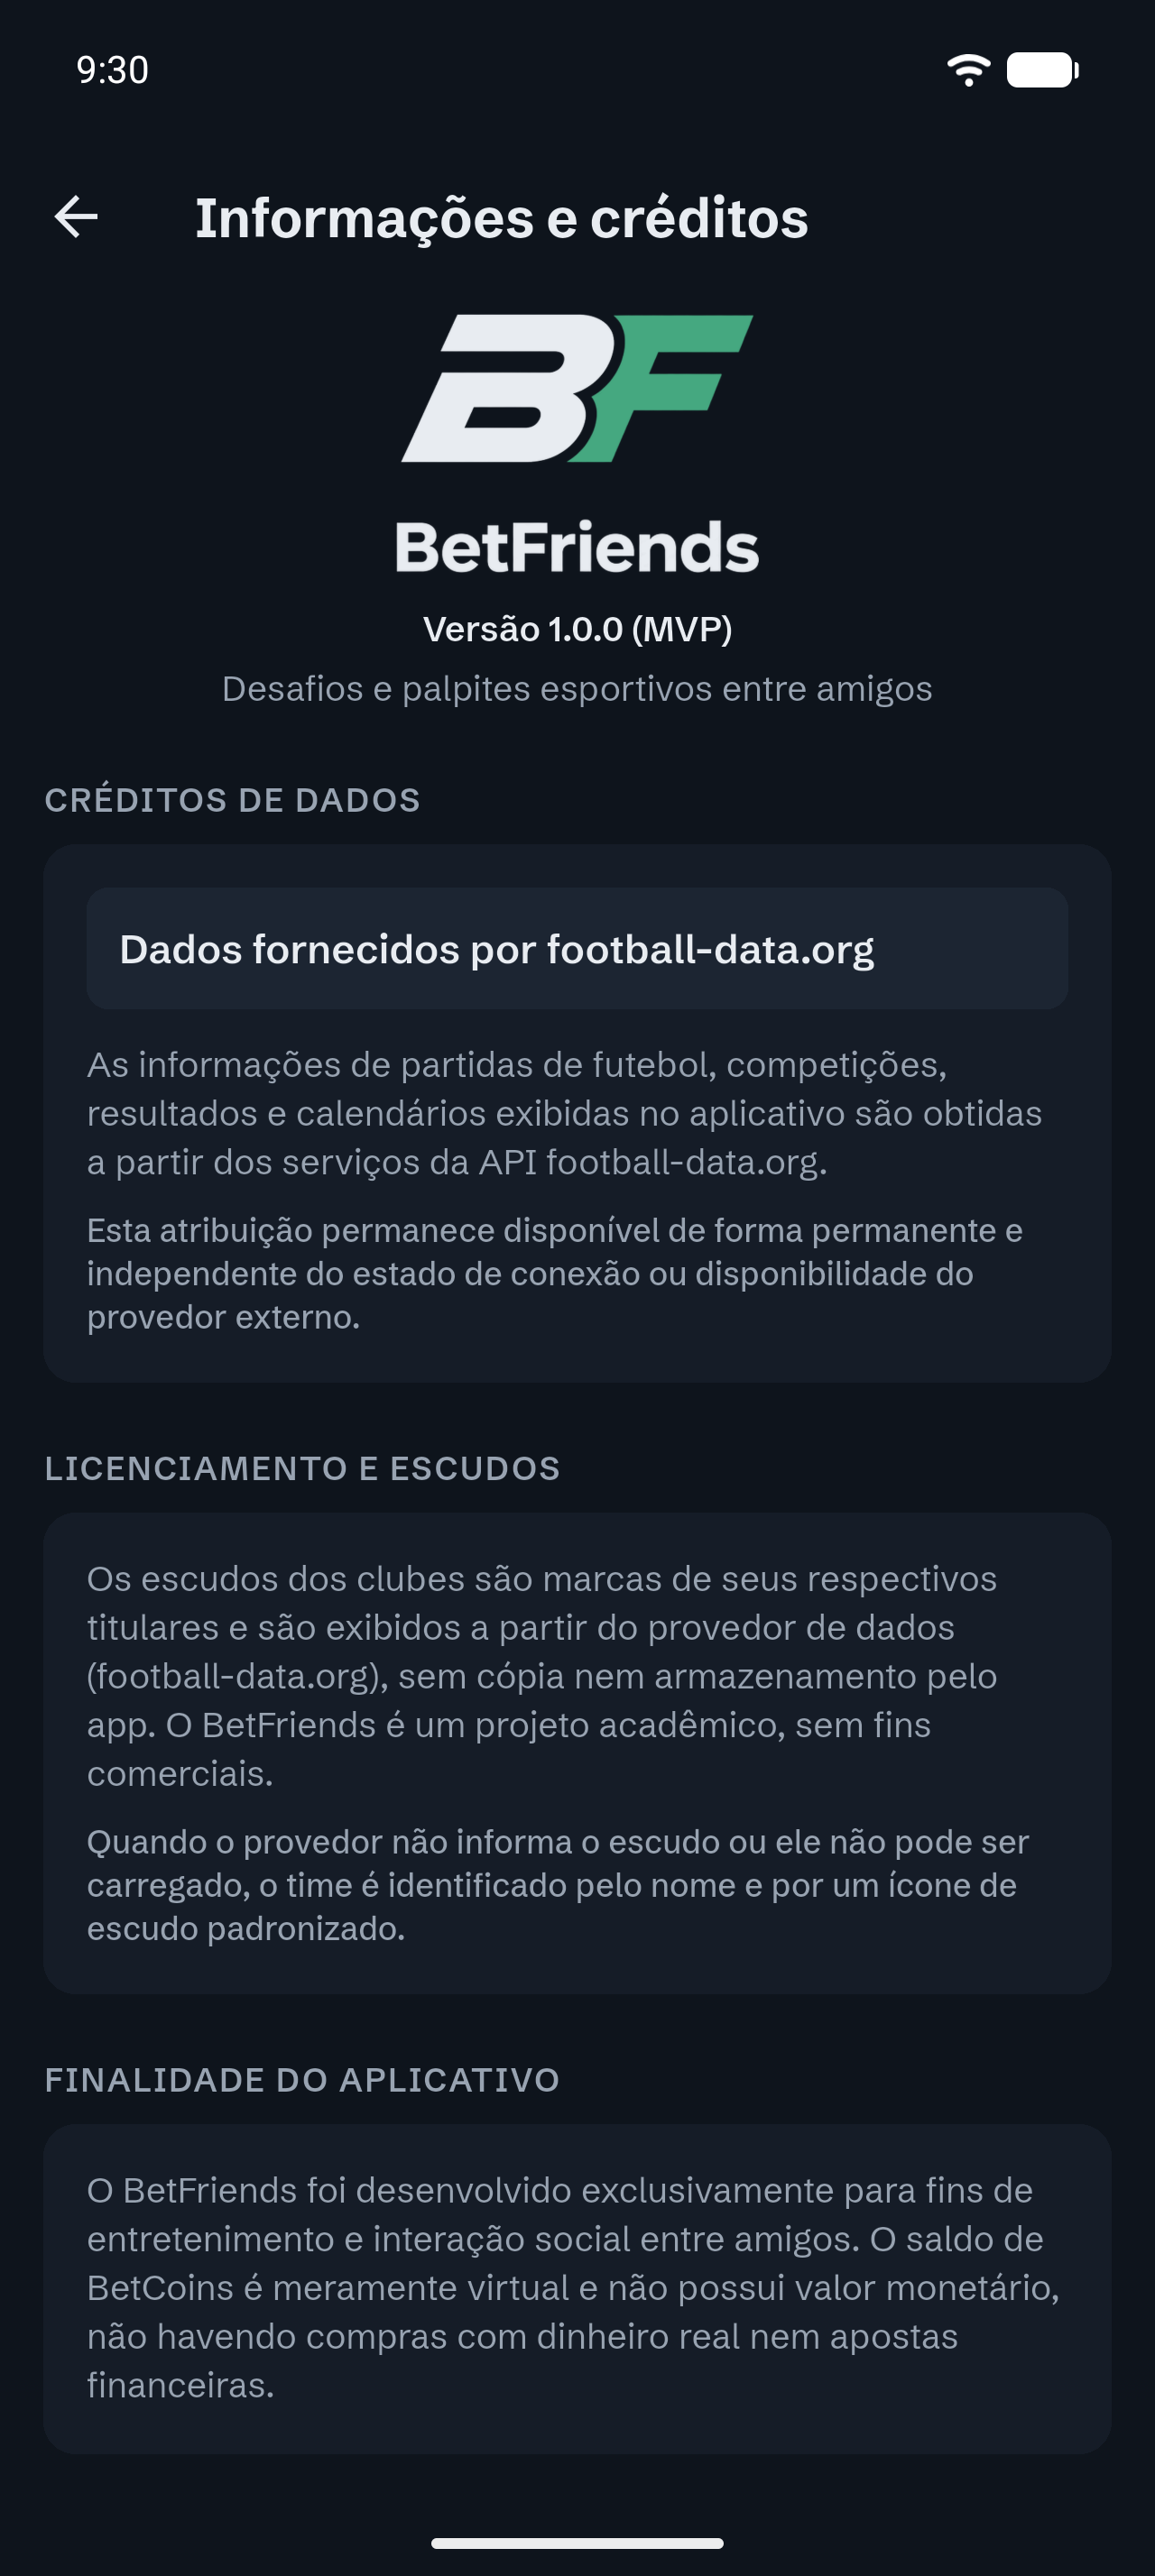 9:30
Informações e créditos
BF
BetFriends
Versão 1.0.0 (MVP)
Desafios e palpites esportivos entre amigos
CRÉDITOS DE DADOS
Dados fornecidos por football-data.org
As informações de partidas de futebol, competições,
resultados e calendários exibidas no aplicativo são obtidas
a partir dos serviços da API football-data.org.
Esta atribuição permanece disponível de forma permanente e
independente do estado de conexão ou disponibilidade do
provedor externo.
LICENCIAMENTO E ESCUDOS
Os escudos dos clubes são marcas de seus respectivos
titulares e são exibidos a partir do provedor de dados
(football-data.org), sem cópia nem armazenamento pelo
app. O BetFriends é um projeto acadêmico, sem fins
comerciais.
Quando o provedor não informa o escudo ou ele não pode ser
carregado, o time é identificado pelo nome e por um ícone de
escudo padronizado.
FINALIDADE DO APLICATIVO
O BetFriends foi desenvolvido exclusivamente para fins de
entretenimento e interação social entre amigos. O saldo de
BetCoins é meramente virtual e não possui valor monetário,
não havendo compras com dinheiro real nem apostas
financeiras.